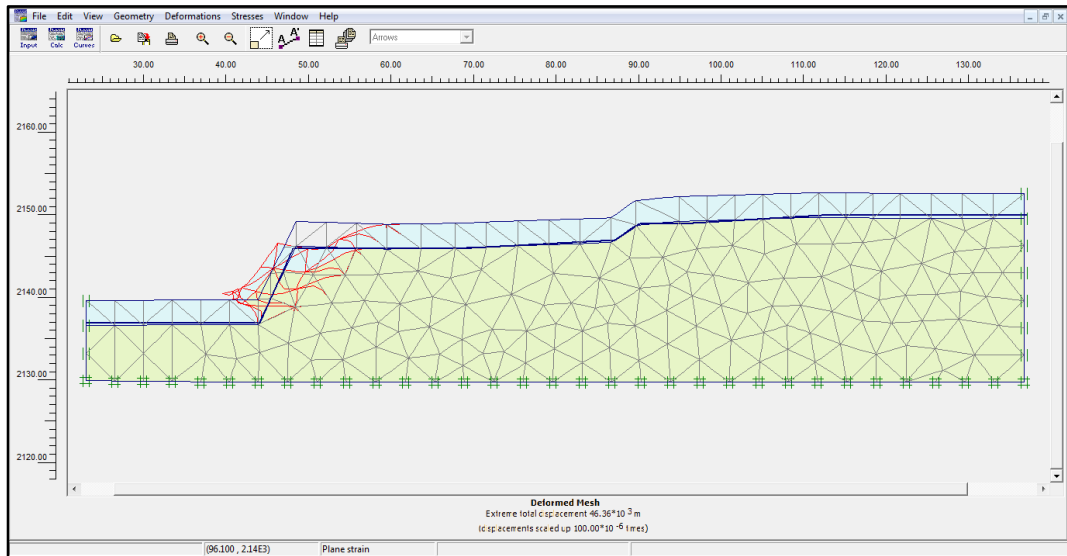 File Edit View Geometry Deformations Stresses Window Help
Input Calc Curves Arrows
30.00 40.00 50.00 60.00 70.00 80.00 90.00 100.00 110.00 120.00 130.00
2160.00
2150.00
2140.00
2130.00
2120.00
Deformed Mesh
Extreme total displacement 46.36*10 3 m
(displacements scaled up 100.00*10 -6 times)
(96.100 , 2.14E3) Plane strain